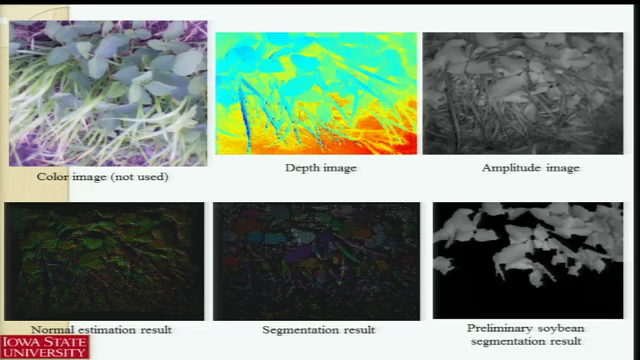 Color image (not used)
Depth image
Amplitude image
Normal estimation result
Segmentation result
Preliminary soybean
segmentation result
IOWA STATE
UNIVERSITY